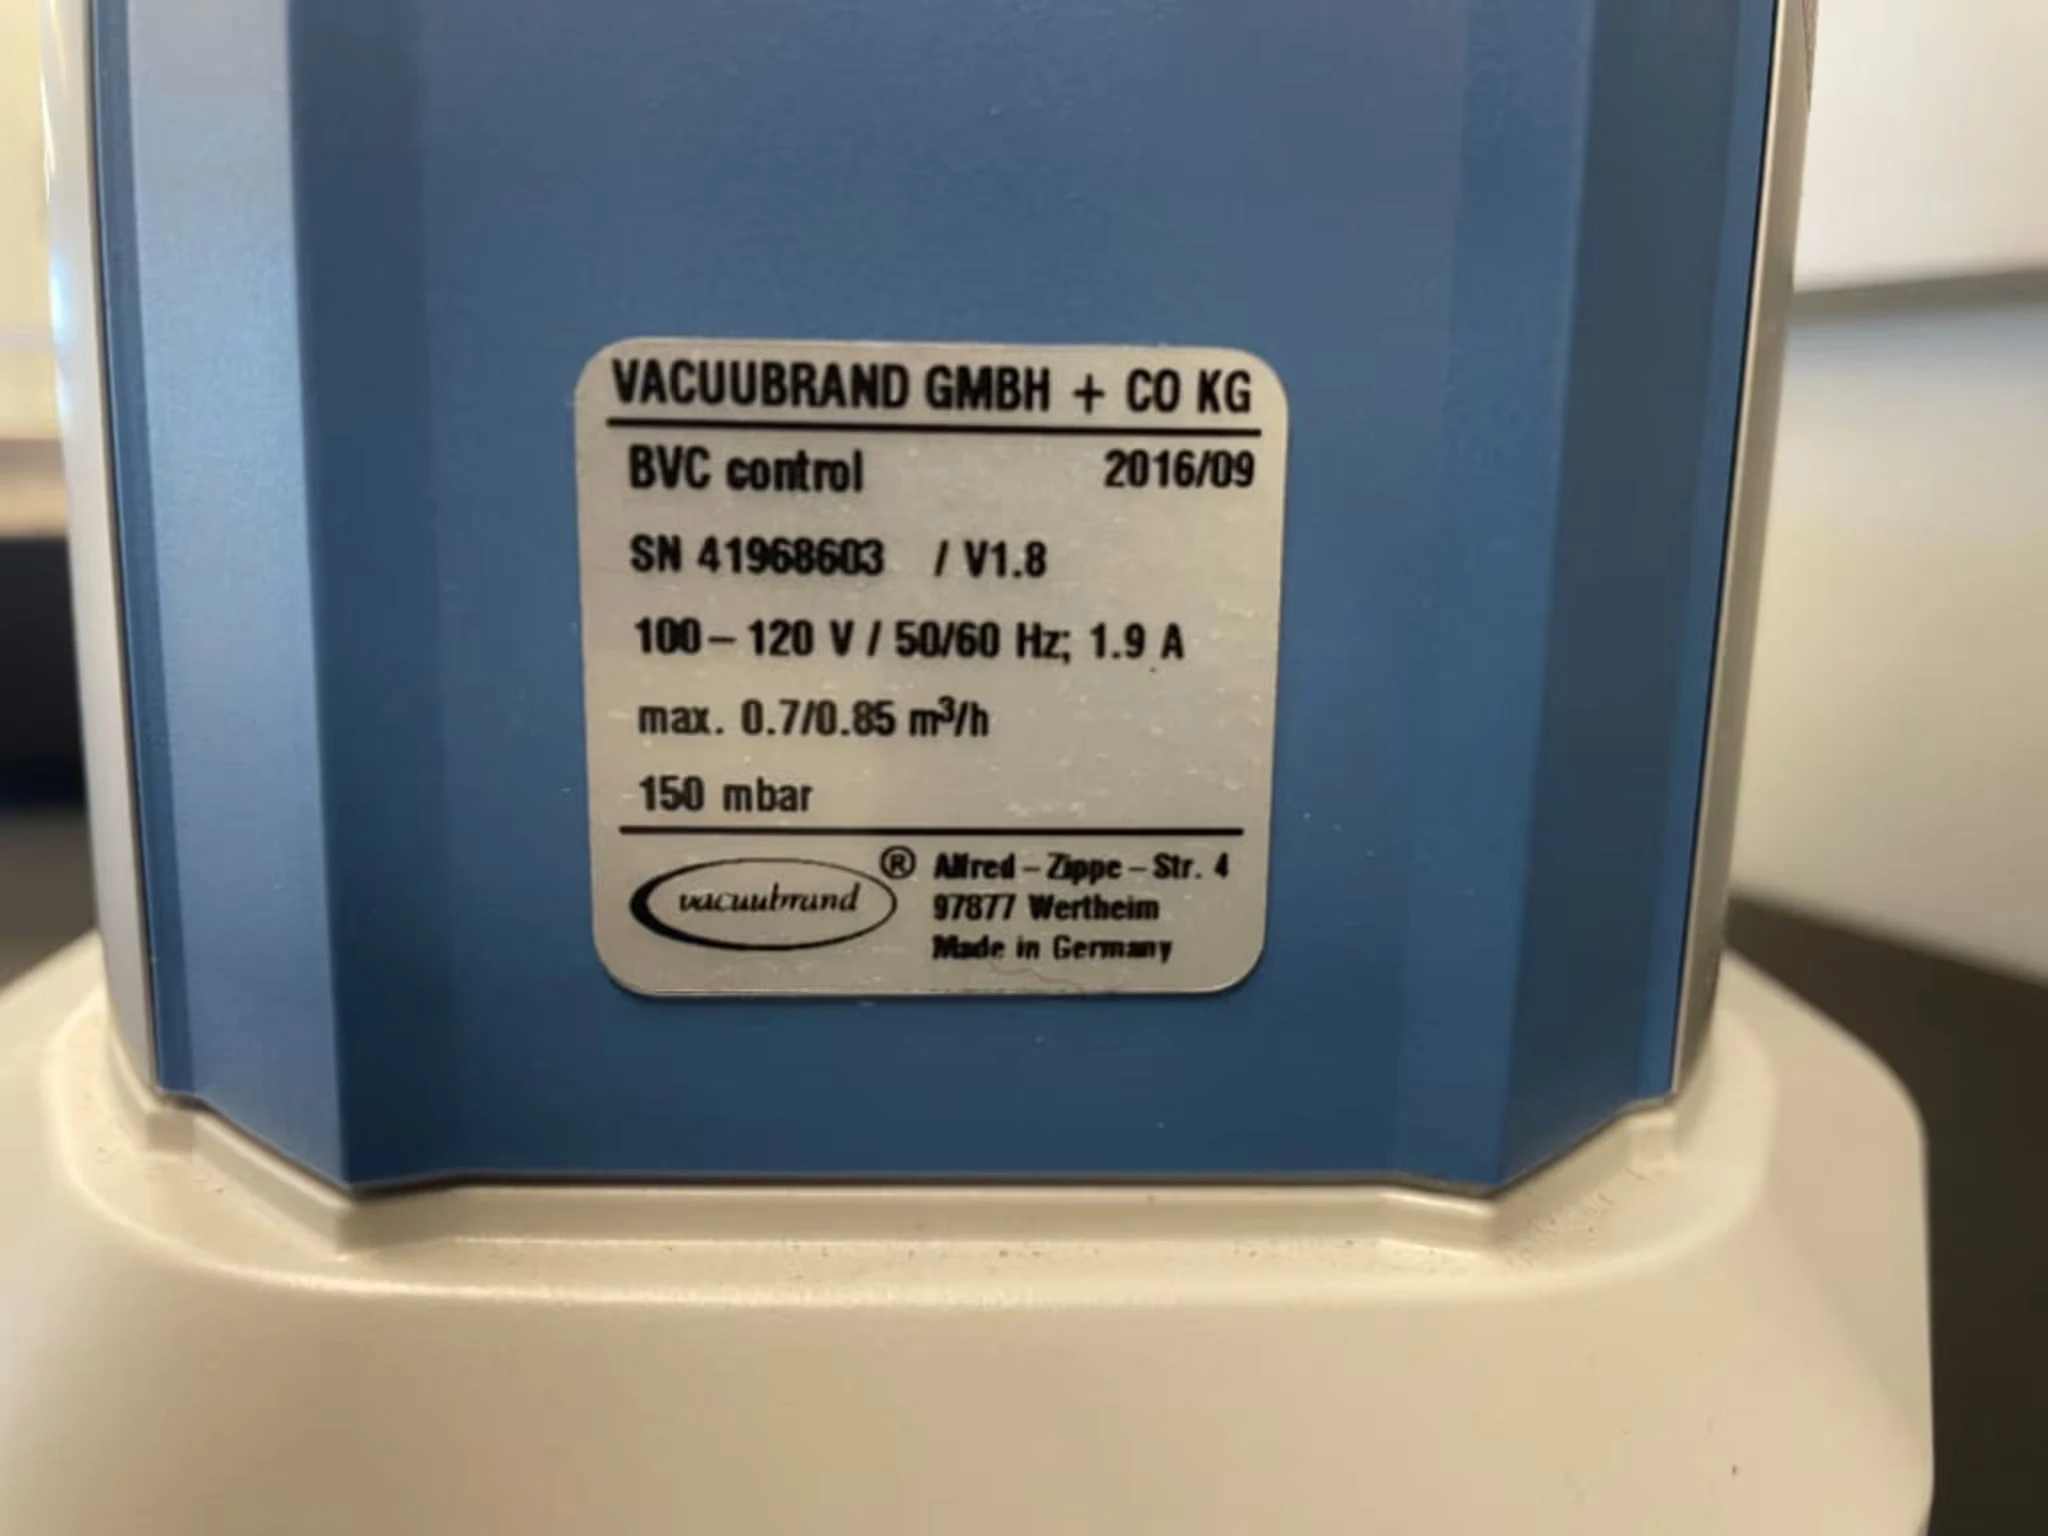 VACUUBRAND GMBH + CO KG
BVC control 2016/09
SN 41968603 / V1.8
100 – 120 V / 50/60 Hz; 1.9 A
max. 0.7/0.85 m³/h
150 mbar
vacuubrand ® Alfred – Zippe – Str. 4
97877 Wertheim
Made in Germany